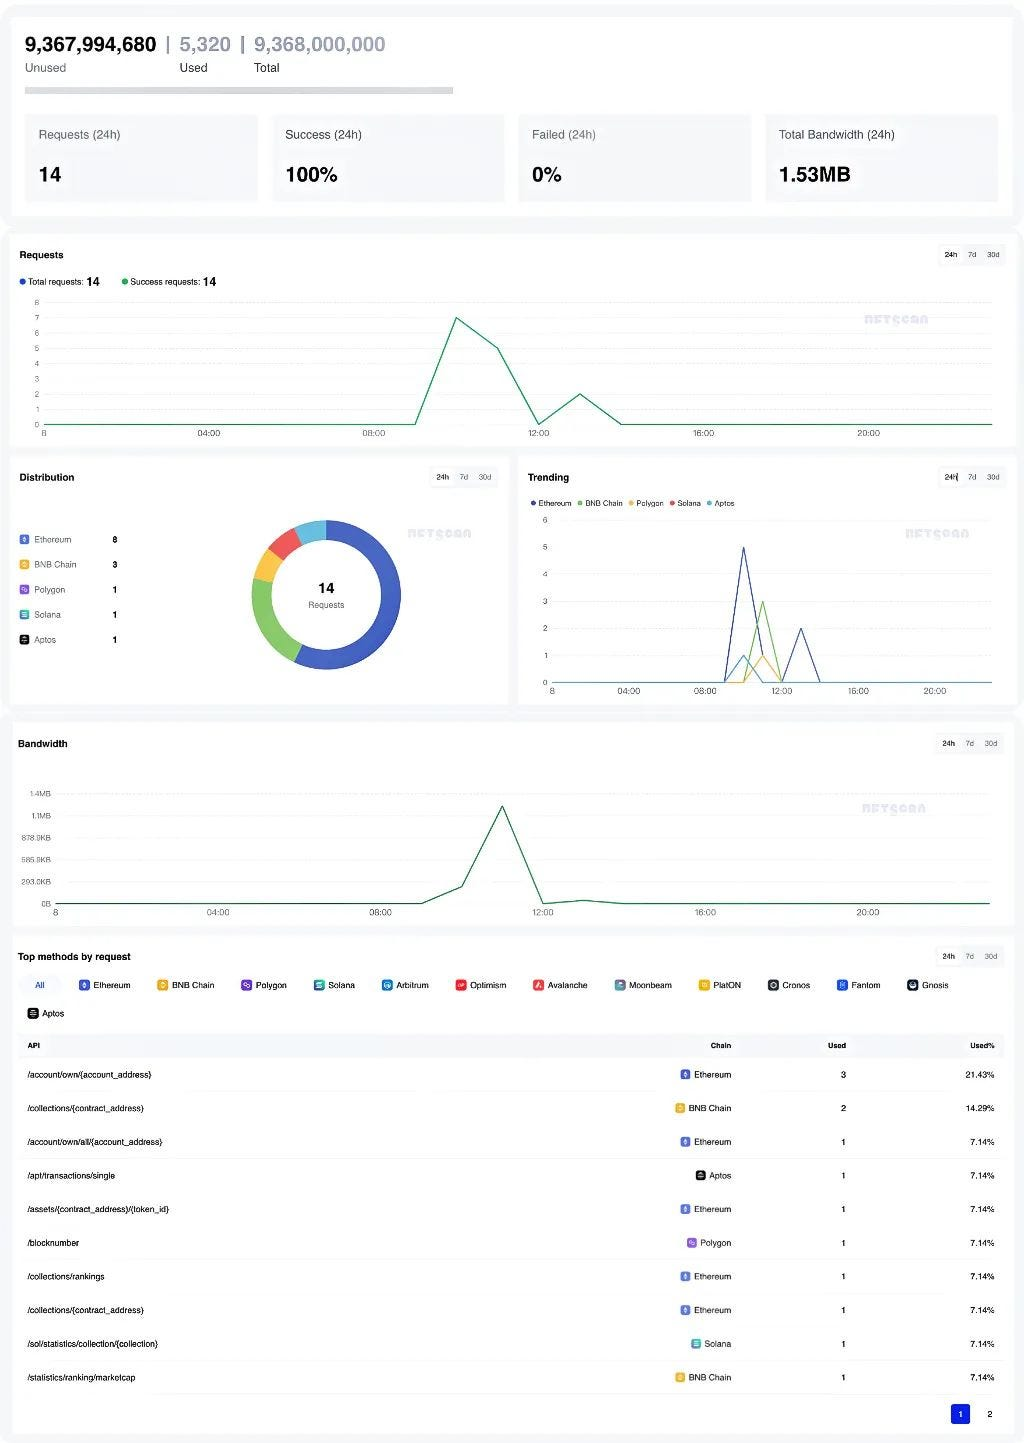 9,367,994,680 | 5,320 | 9,368,000,000
Unused Used Total
Requests (24h) Success (24h) Failed (24h) Total Bandwidth (24h)
14 100% 0% 1.53MB
Requests 24h 7d 30d
Total requests: 14 Success requests: 14
8
7
6
5
4
3
2
1
0
8 04:00 08:00 12:00 16:00 20:00
NFTSCAN
Distribution 24h 7d 30d
NFTSCAN
Ethereum 8
BNB Chain 3
Polygon 1
Solana 1
Aptos 1
14
Requests
Trending 24h 7d 30d
Ethereum BNB Chain Polygon Solana Aptos
6
5
4
3
2
1
0
8 04:00 08:00 12:00 16:00 20:00
NFTSCAN
Bandwidth 24h 7d 30d
1.4MB
1.1MB
878.9KB
585.9KB
293.0KB
0B
8 04:00 08:00 12:00 16:00 20:00
NFTSCAN
Top methods by request 24h 7d 30d
All Ethereum BNB Chain Polygon Solana Arbitrum Optimism Avalanche Moonbeam PlatON Cronos Fantom Gnosis
Aptos
API Chain Used Used%
/account/own/{account_address} Ethereum 3 21.43%
/collections/{contract_address} BNB Chain 2 14.29%
/account/own/all/{account_address} Ethereum 1 7.14%
/apt/transactions/single Aptos 1 7.14%
/assets/{contract_address}/{token_id} Ethereum 1 7.14%
/blocknumber Polygon 1 7.14%
/collections/rankings Ethereum 1 7.14%
/collections/{contract_address} Ethereum 1 7.14%
/sol/statistics/collection/{collection} Solana 1 7.14%
/statistics/ranking/marketcap BNB Chain 1 7.14%
1 2